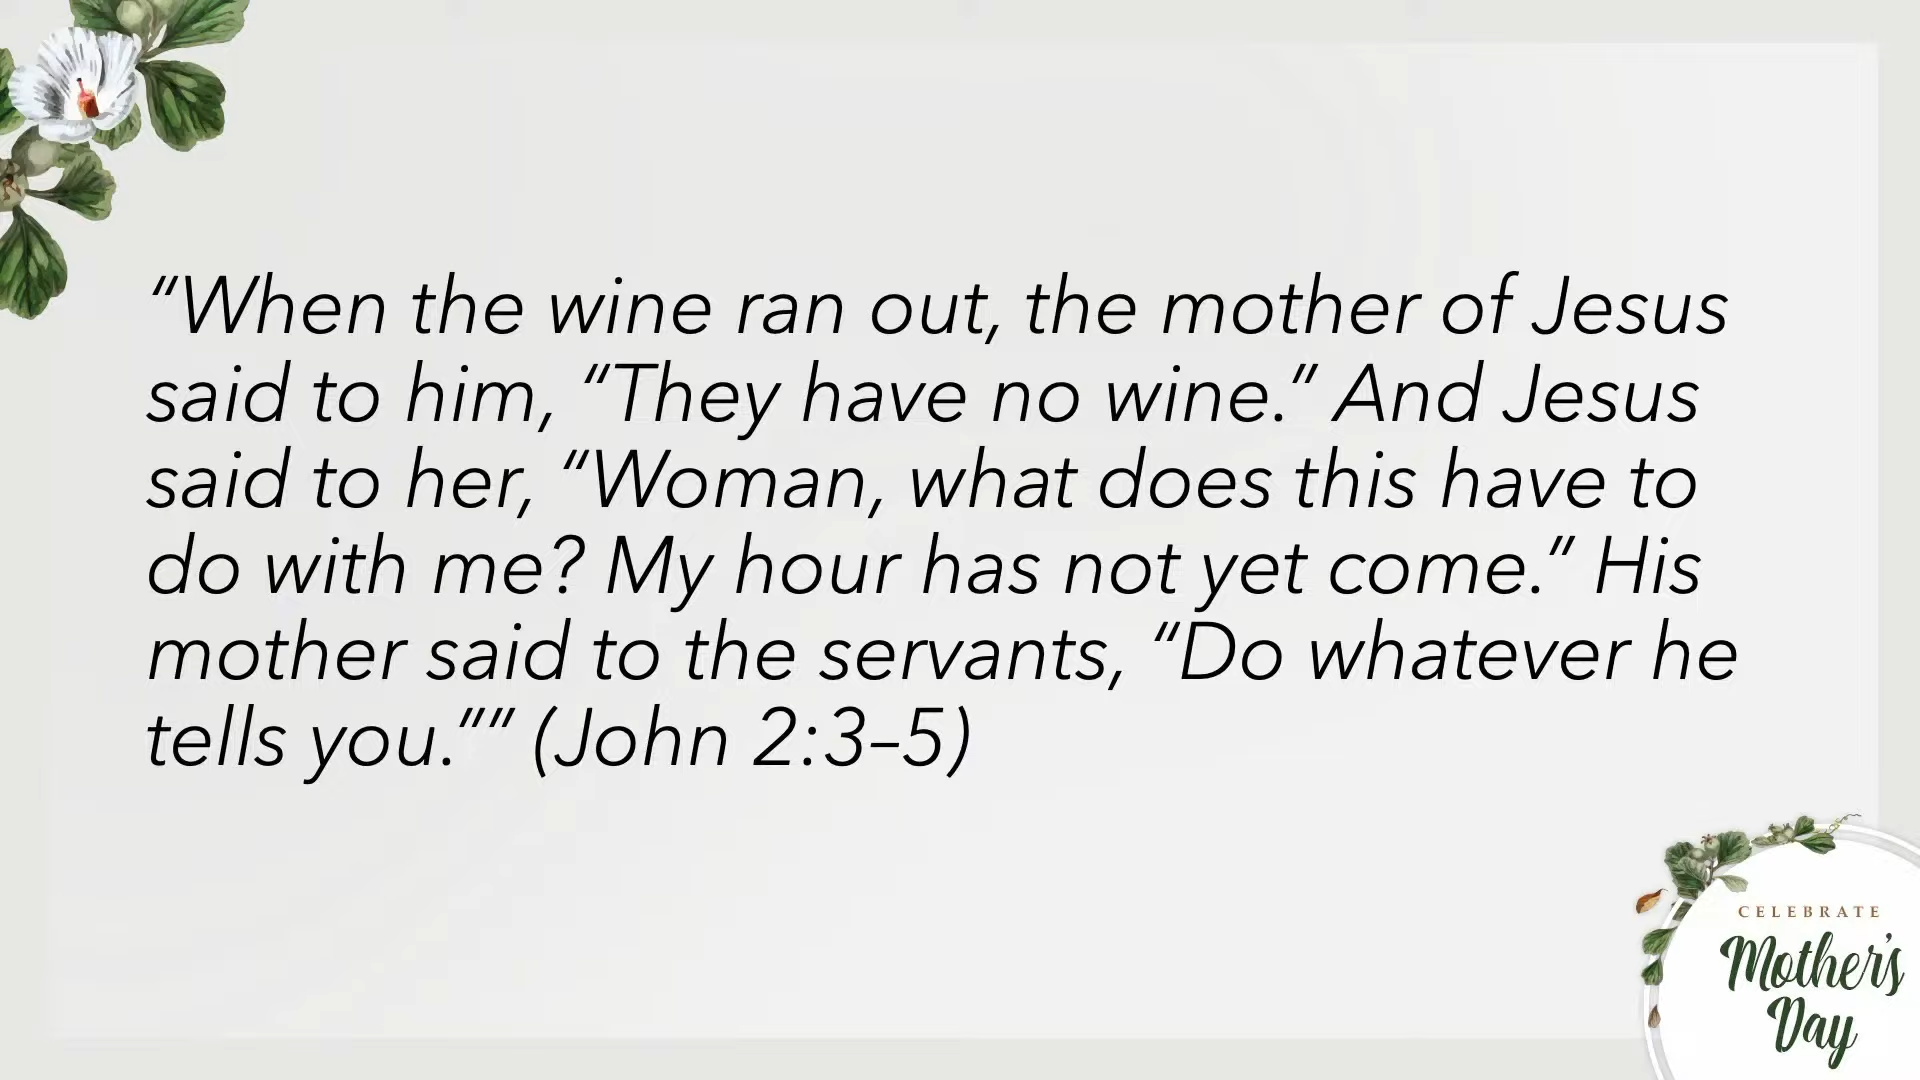 “When the wine ran out, the mother of Jesus
said to him, “They have no wine.” And Jesus
said to her, “Woman, what does this have to
do with me? My hour has not yet come.” His
mother said to the servants, “Do whatever he
tells you.”” (John 2:3–5)
CELEBRATE
Mother's
Day